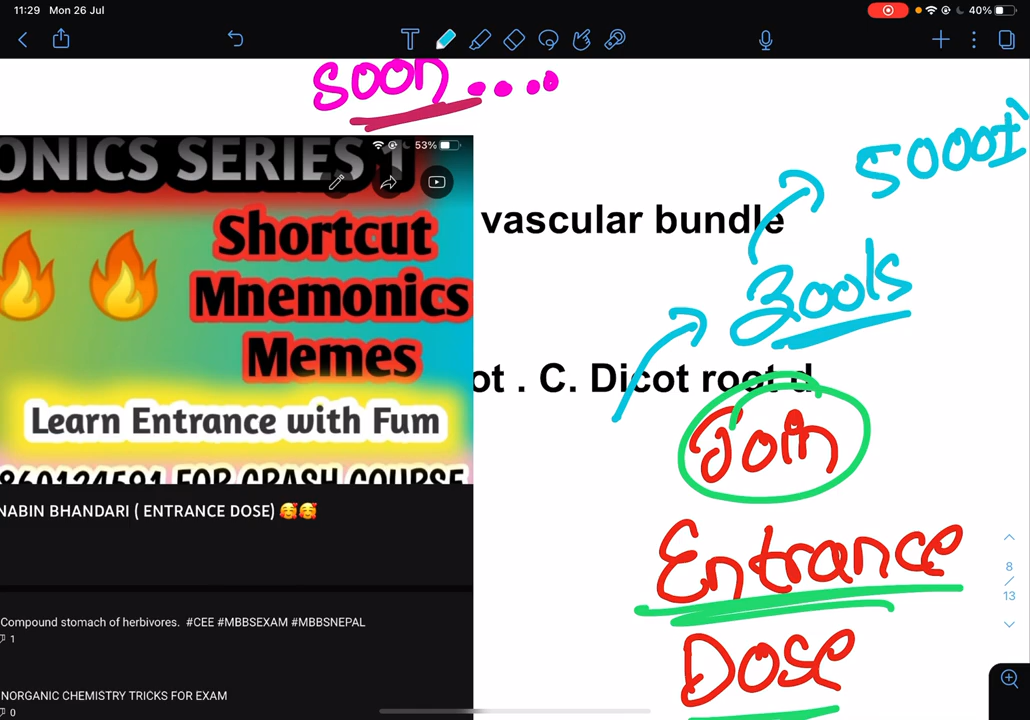 11:29 Mon 26 Jul
40%
T
soon....
53%
ONICS SERIES 1
Shortcut
Mnemonics
Memes
Learn Entrance with Fum
860124591 FOR CRASH COURSE
NABIN BHANDARI ( ENTRANCE DOSE) 🥰🥰
Compound stomach of herbivores. #CEE #MBBSEXAM #MBBSNEPAL
1
NORGANIC CHEMISTRY TRICKS FOR EXAM
0
vascular bundle
ot . C. Dicot root d
5000+
Join
Entrance
Dose
8
/
13